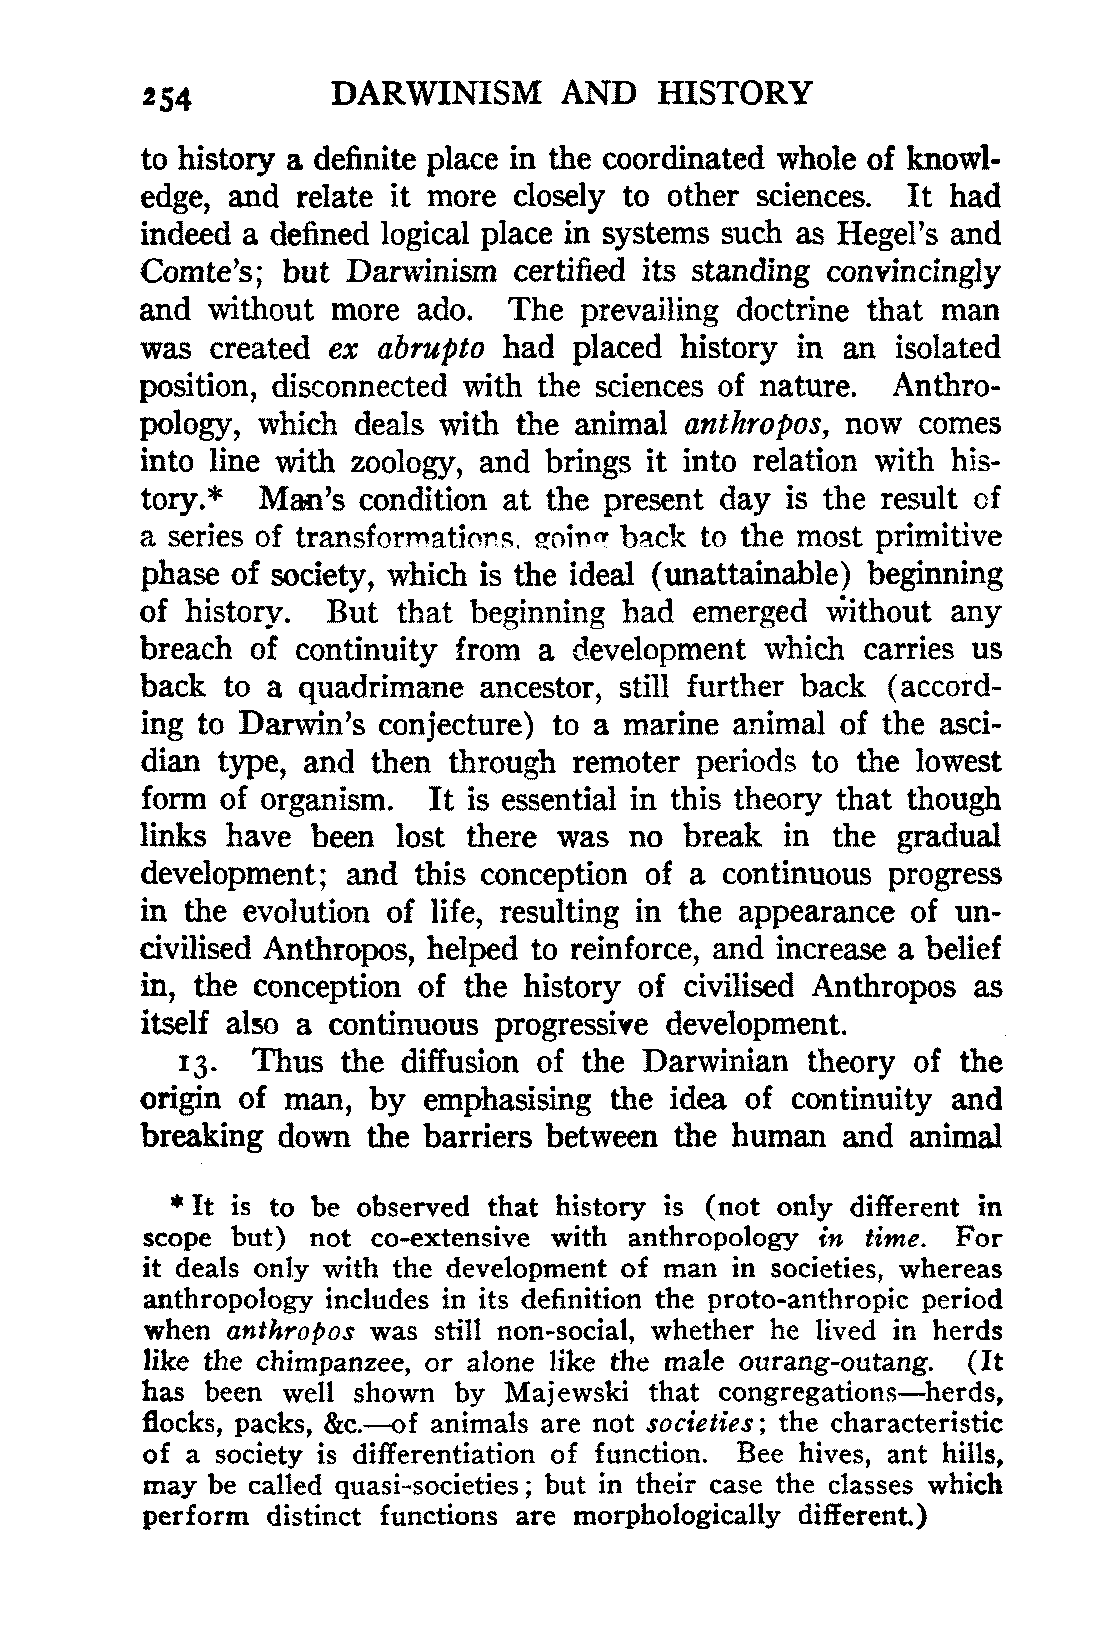 254 DARWINISM AND HISTORY
to history a definite place in the coordinated whole of knowl-
edge, and relate it more closely to other sciences. It had
indeed a defined logical place in systems such as Hegel's and
Comte's; but Darwinism certified its standing convincingly
and without more ado. The prevailing doctrine that man
was created ex abrupto had placed history in an isolated
position, disconnected with the sciences of nature. Anthro-
pology, which deals with the animal anthropos, now comes
into line with zoology, and brings it into relation with his-
tory.* Man's condition at the present day is the result of
a series of transformations, going back to the most primitive
phase of society, which is the ideal (unattainable) beginning
of history. But that beginning had emerged without any
breach of continuity from a development which carries us
back to a quadrimane ancestor, still further back (accord-
ing to Darwin's conjecture) to a marine animal of the asci-
dian type, and then through remoter periods to the lowest
form of organism. It is essential in this theory that though
links have been lost there was no break in the gradual
development; and this conception of a continuous progress
in the evolution of life, resulting in the appearance of un-
civilised Anthropos, helped to reinforce, and increase a belief
in, the conception of the history of civilised Anthropos as
itself also a continuous progressive development.
13. Thus the diffusion of the Darwinian theory of the
origin of man, by emphasising the idea of continuity and
breaking down the barriers between the human and animal
* It is to be observed that history is (not only different in
scope but) not co-extensive with anthropology in time. For
it deals only with the development of man in societies, whereas
anthropology includes in its definition the proto-anthropic period
when anthropos was still non-social, whether he lived in herds
like the chimpanzee, or alone like the male ourang-outang. (It
has been well shown by Majewski that congregations—herds,
flocks, packs, &c.—of animals are not societies; the characteristic
of a society is differentiation of function. Bee hives, ant hills,
may be called quasi-societies; but in their case the classes which
perform distinct functions are morphologically different.)